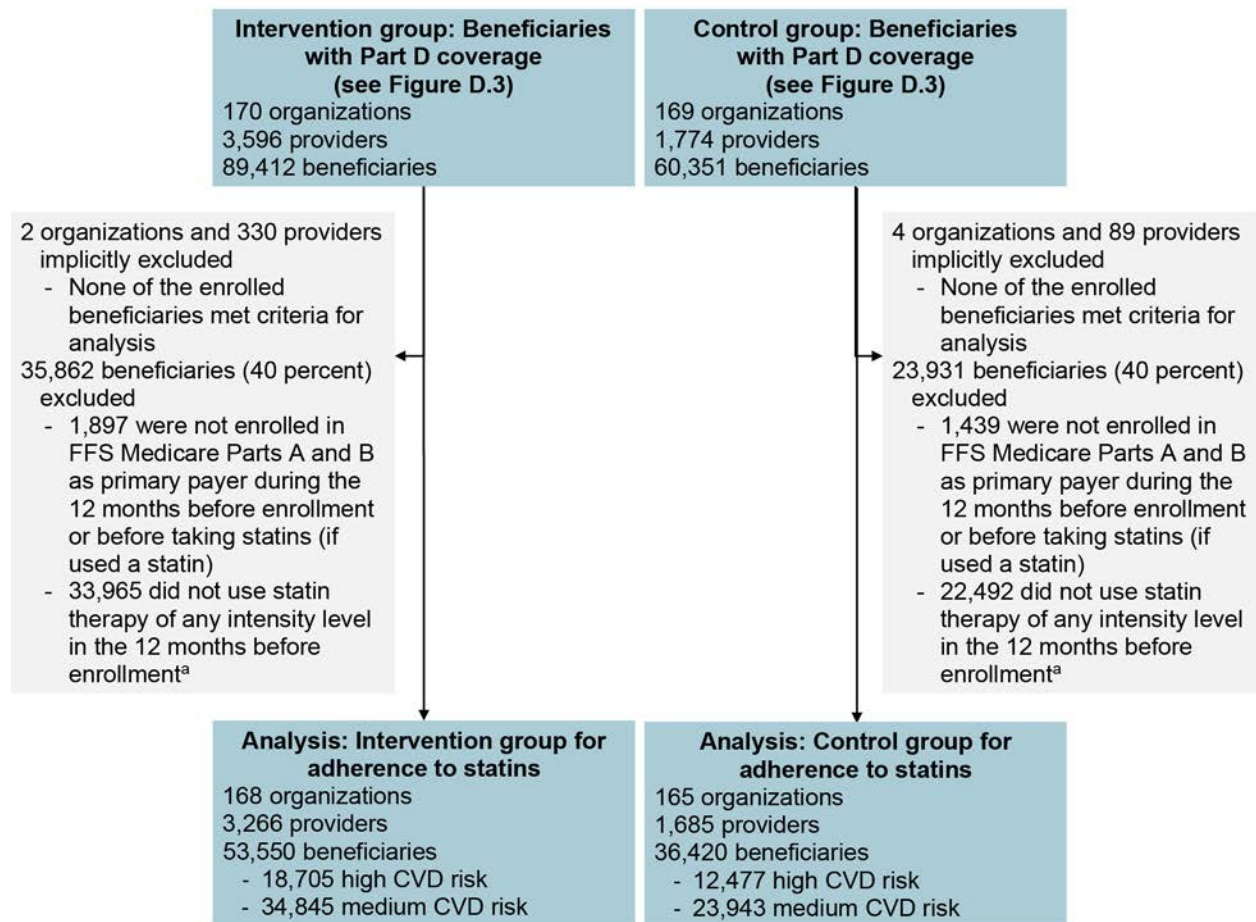 Intervention group: Beneficiaries
with Part D coverage
(see Figure D.3)
170 organizations
3,596 providers
89,412 beneficiaries
Control group: Beneficiaries
with Part D coverage
(see Figure D.3)
169 organizations
1,774 providers
60,351 beneficiaries
2 organizations and 330 providers
implicitly excluded
- None of the enrolled
beneficiaries met criteria for
analysis
35,862 beneficiaries (40 percent)
excluded
- 1,897 were not enrolled in
FFS Medicare Parts A and B
as primary payer during the
12 months before enrollment
or before taking statins (if
used a statin)
- 33,965 did not use statin
therapy of any intensity level
in the 12 months before
enrollmentᵃ
4 organizations and 89 providers
implicitly excluded
- None of the enrolled
beneficiaries met criteria for
analysis
23,931 beneficiaries (40 percent)
excluded
- 1,439 were not enrolled in
FFS Medicare Parts A and B
as primary payer during the
12 months before enrollment
or before taking statins (if
used a statin)
- 22,492 did not use statin
therapy of any intensity level
in the 12 months before
enrollmentᵃ
Analysis: Intervention group for
adherence to statins
168 organizations
3,266 providers
53,550 beneficiaries
- 18,705 high CVD risk
- 34,845 medium CVD risk
Analysis: Control group for
adherence to statins
165 organizations
1,685 providers
36,420 beneficiaries
- 12,477 high CVD risk
- 23,943 medium CVD risk